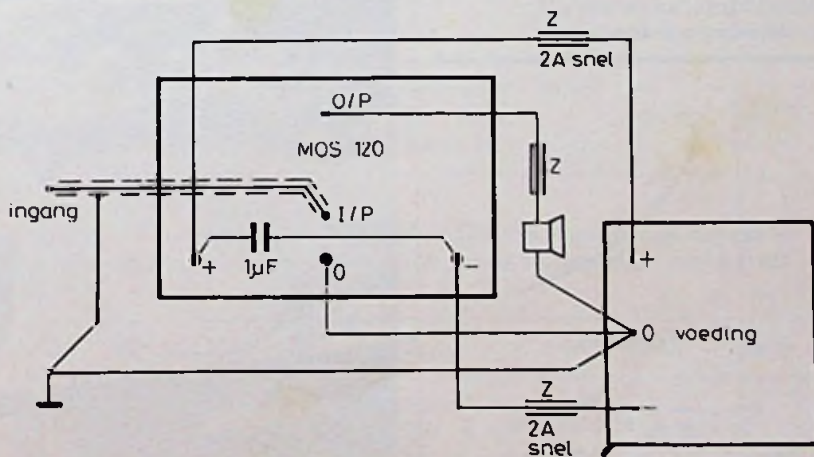 Z
2A snel
O/P
MOS 120
Z
ingang
I/P
+
1µF
0
-
+
0 voeding
Z
-
2A
snel